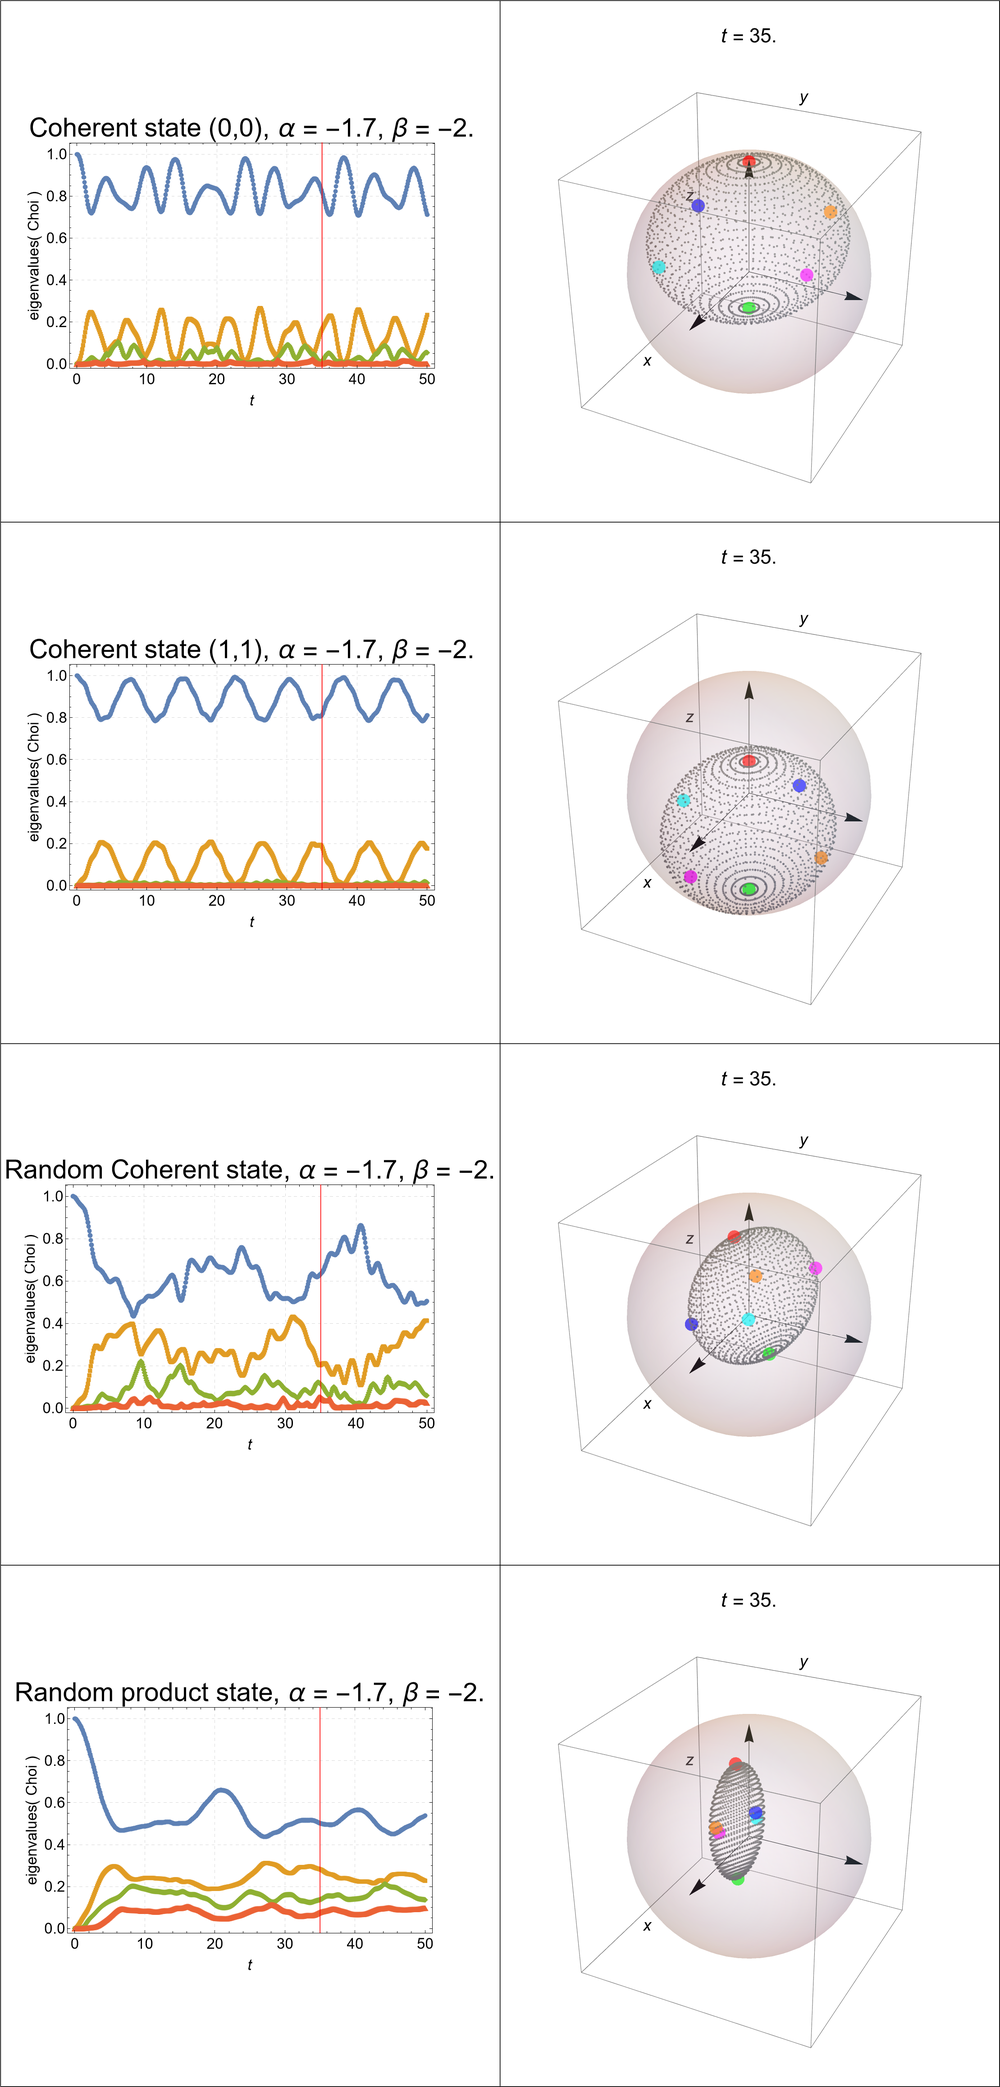 Coherent state (0,0), α = −1.7, β = −2.
eigenvalues( Choi )
1.0
0.8
0.6
0.4
0.2
0.0
0 10 20 30 40 50
t
t = 35.
y
z
x
Coherent state (1,1), α = −1.7, β = −2.
eigenvalues( Choi )
1.0
0.8
0.6
0.4
0.2
0.0
0 10 20 30 40 50
t
t = 35.
y
z
x
Random Coherent state, α = −1.7, β = −2.
eigenvalues( Choi )
1.0
0.8
0.6
0.4
0.2
0.0
0 10 20 30 40 50
t
t = 35.
y
z
x
Random product state, α = −1.7, β = −2.
eigenvalues( Choi )
1.0
0.8
0.6
0.4
0.2
0.0
0 10 20 30 40 50
t
t = 35.
y
z
x